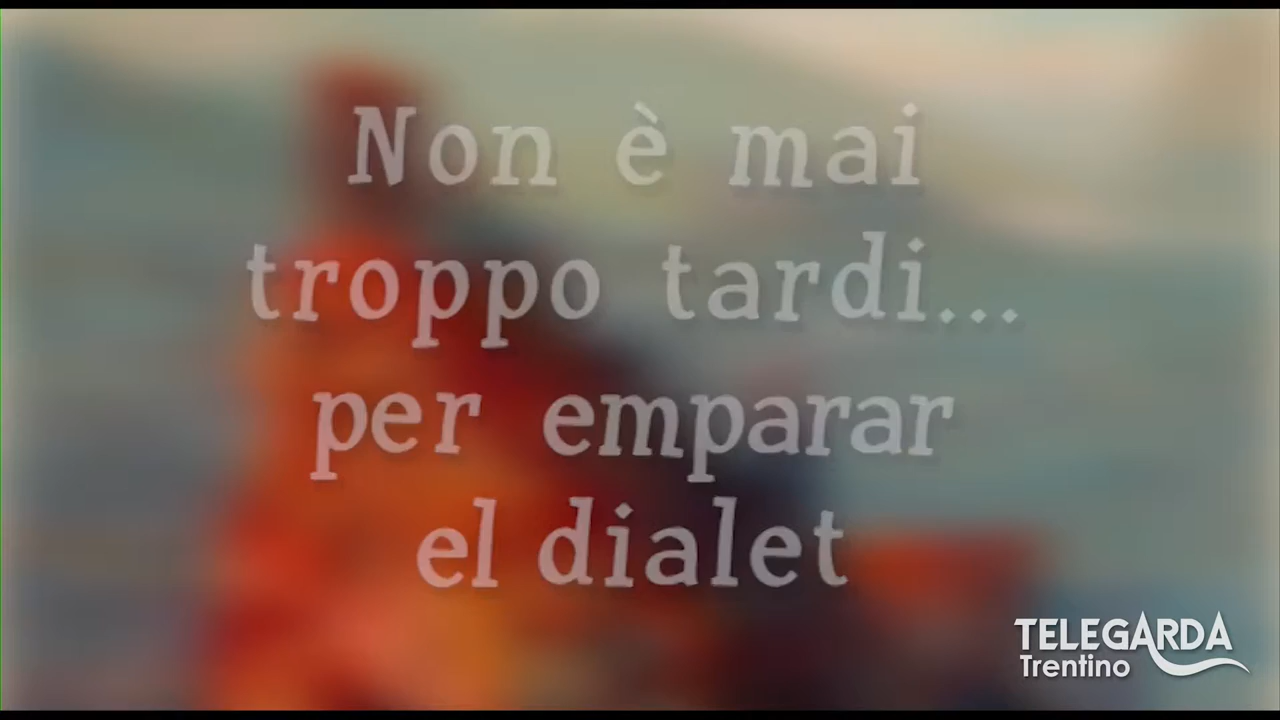 Non è mai
troppo tardi...
per emparar
el dialet
TELEGARDA
Trentino